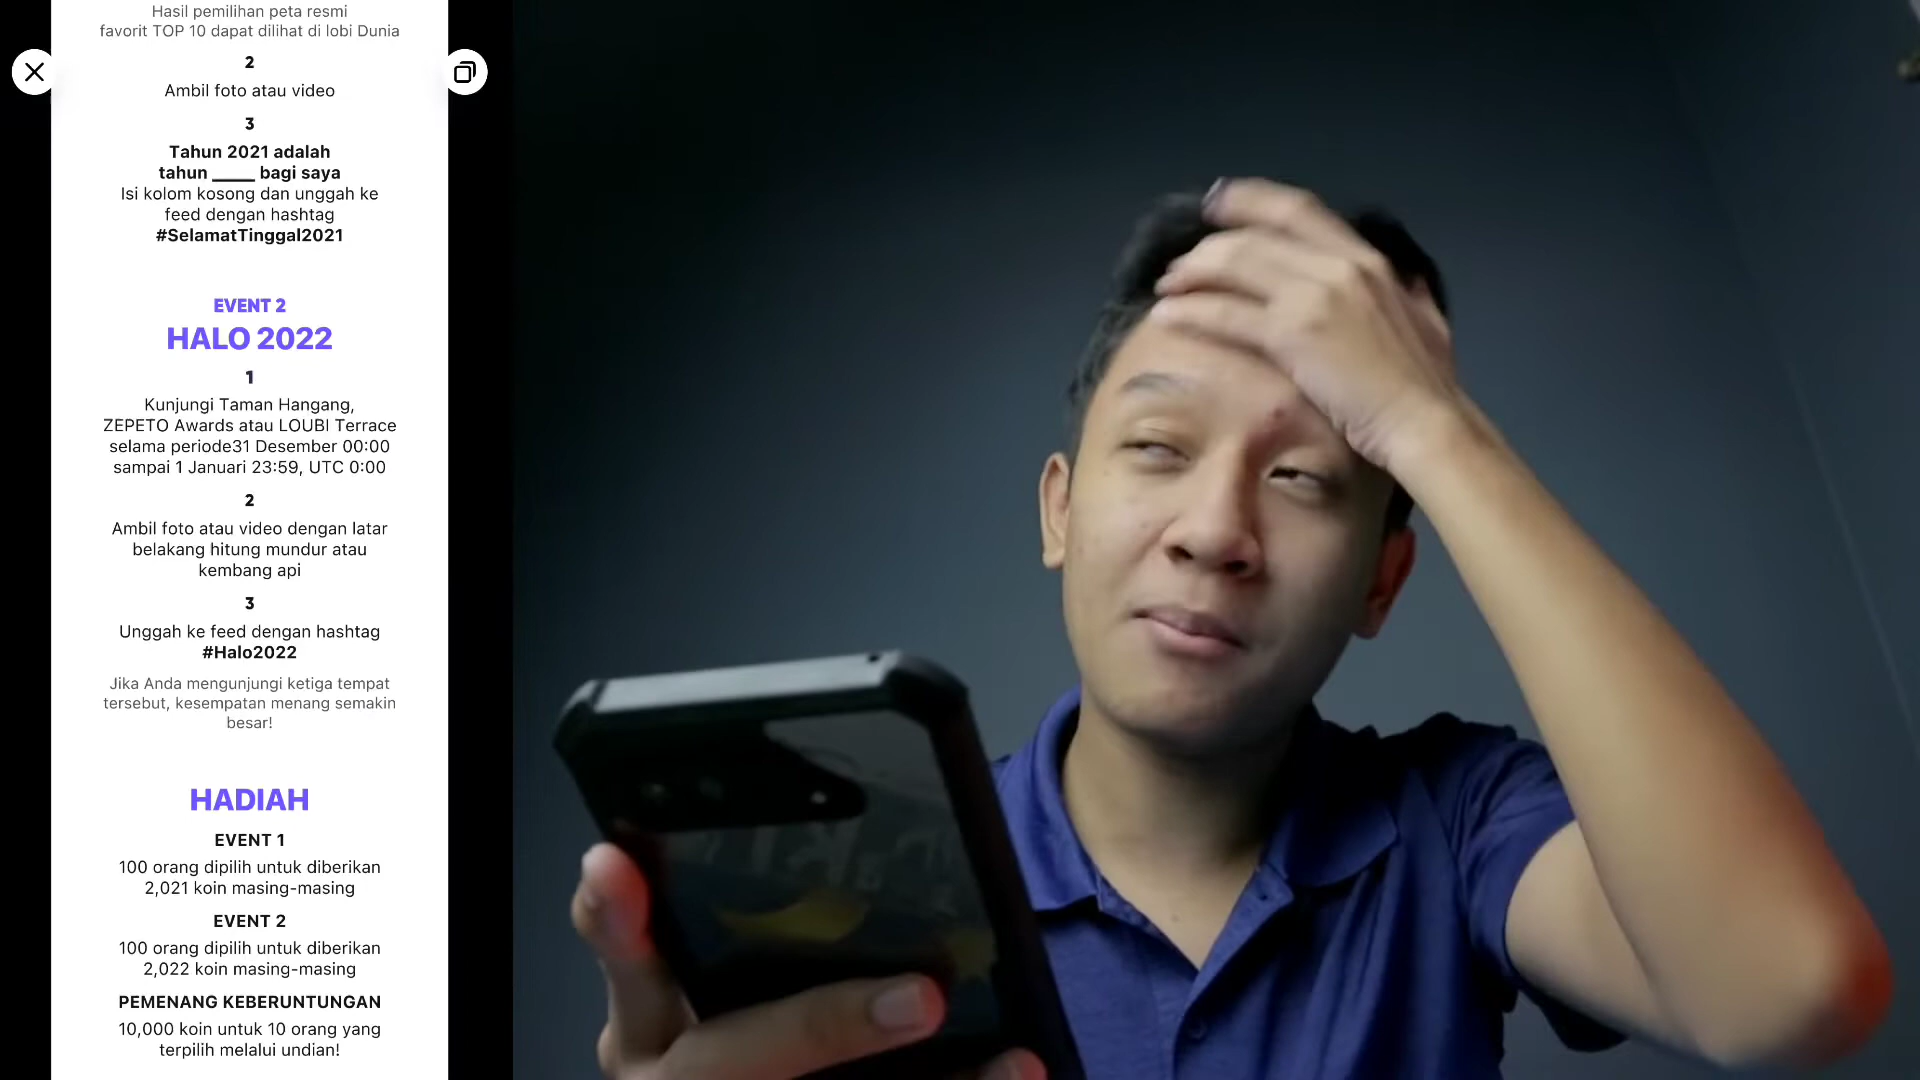 Hasil pemilihan peta resmi
favorit TOP 10 dapat dilihat di lobi Dunia
2
Ambil foto atau video
3
Tahun 2021 adalah
tahun _____ bagi saya
Isi kolom kosong dan unggah ke
feed dengan hashtag
#SelamatTinggal2021
EVENT 2
HALO 2022
1
Kunjungi Taman Hangang,
ZEPETO Awards atau LOUBI Terrace
selama periode31 Desember 00:00
sampai 1 Januari 23:59, UTC 0:00
2
Ambil foto atau video dengan latar
belakang hitung mundur atau
kembang api
3
Unggah ke feed dengan hashtag
#Halo2022
Jika Anda mengunjungi ketiga tempat
tersebut, kesempatan menang semakin
besar!
HADIAH
EVENT 1
100 orang dipilih untuk diberikan
2,021 koin masing-masing
EVENT 2
100 orang dipilih untuk diberikan
2,022 koin masing-masing
PEMENANG KEBERUNTUNGAN
10,000 koin untuk 10 orang yang
terpilih melalui undian!